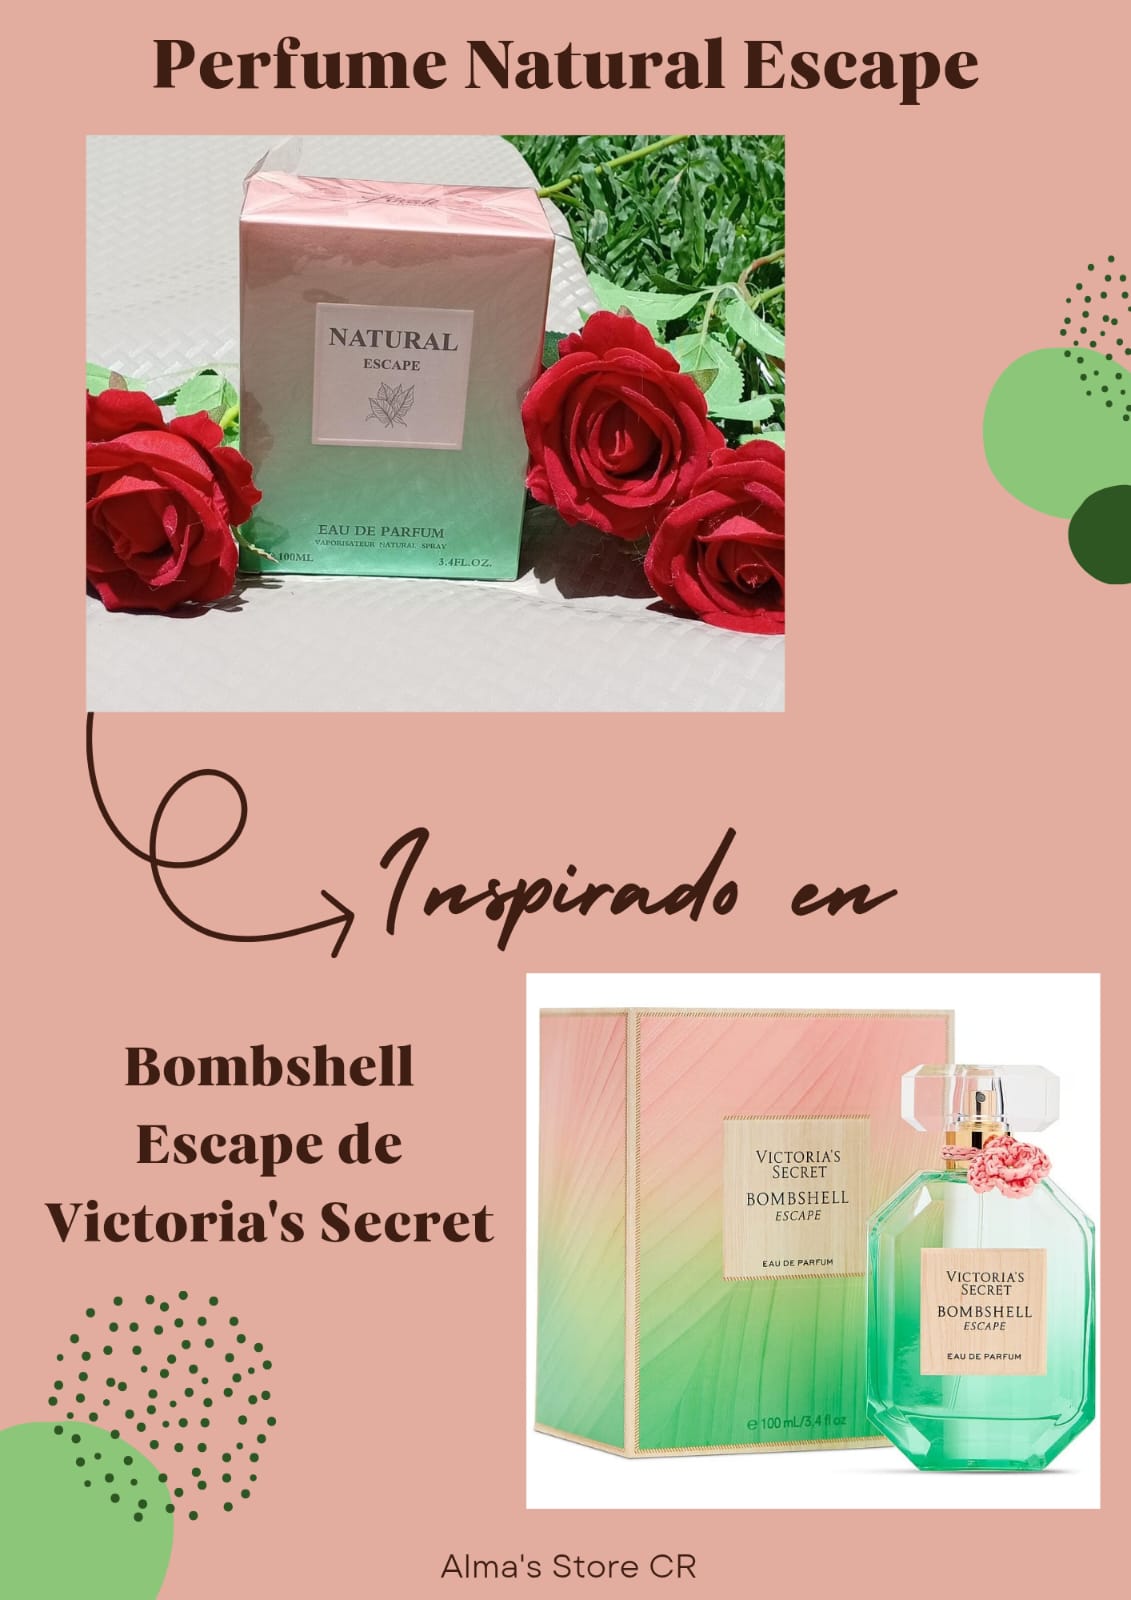 Perfume Natural Escape
NATURAL
ESCAPE
EAU DE PARFUM
VAPORISATEUR NATURAL SPRAY
100ML
3.4FL.OZ.
Inspirado en
Bombshell
Escape de
Victoria's Secret
VICTORIA'S
SECRET
BOMBSHELL
ESCAPE
EAU DE PARFUM
e 100 mL/3,4 fl oz
VICTORIA'S
SECRET
BOMBSHELL
ESCAPE
EAU DE PARFUM
Alma's Store CR